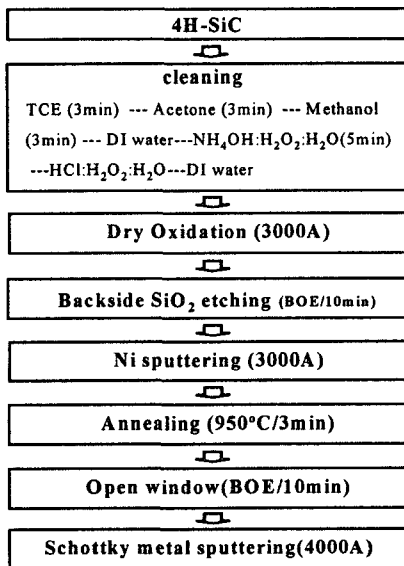 4H-SiC
cleaning
TCE (3min) --- Acetone (3min) --- Methanol
(3min) --- DI water---NH₄OH:H₂O₂:H₂O(5min)
---HCl:H₂O₂:H₂O---DI water
Dry Oxidation (3000A)
Backside SiO₂ etching (BOE/10min)
Ni sputtering (3000A)
Annealing (950°C/3min)
Open window(BOE/10min)
Schottky metal sputtering(4000A)